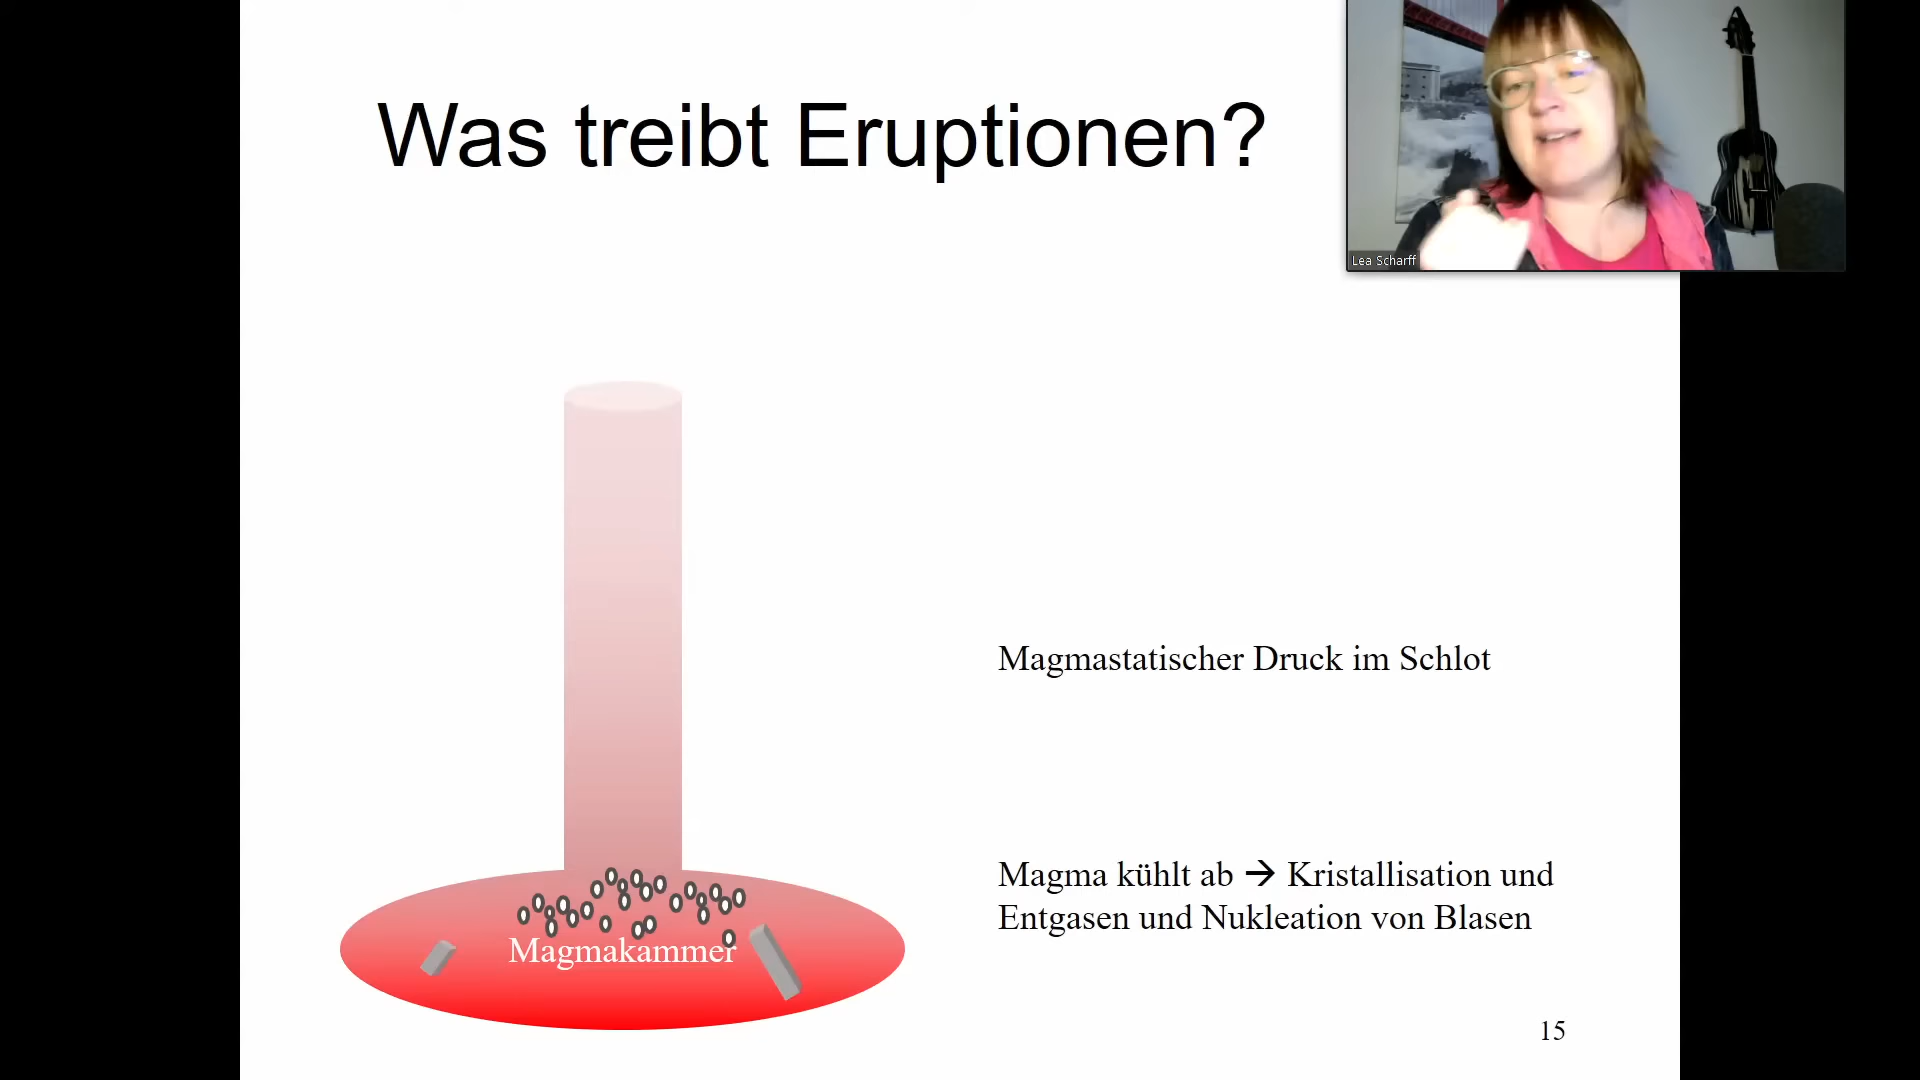 Was treibt Eruptionen?
Lea Scharff
Magmastatischer Druck im Schlot
Magma kühlt ab → Kristallisation und
Entgasen und Nukleation von Blasen
Magmakammer
15